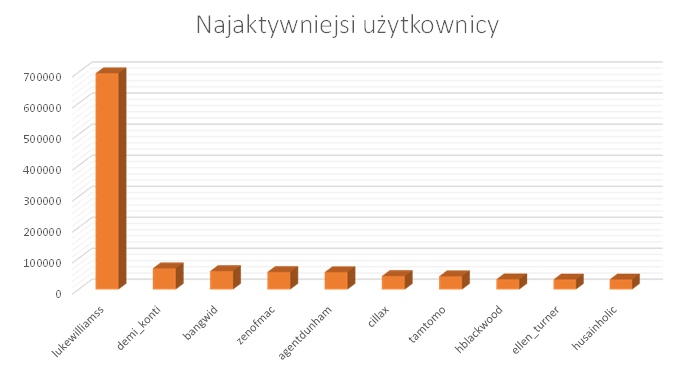 Najaktywniejsi użytkownicy
700000
600000
500000
400000
300000
200000
100000
0
lukewilliamss
demi_konti
bangwid
zenofmac
agentdunham
cillax
tamtomo
hblackwood
ellen_turner
husainholic